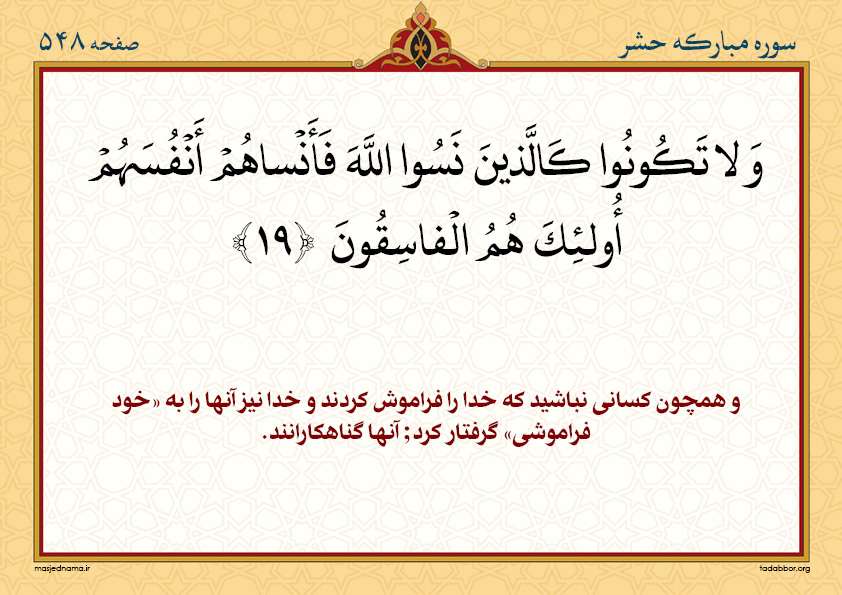 سوره مبارکه حشر
صفحه ۵۴۸
وَ لا تَكُونُوا كَالَّذينَ نَسُوا اللَّهَ فَأَنْساهُمْ أَنْفُسَهُمْ
أُولئِكَ هُمُ الْفاسِقُونَ ﴿۱۹﴾
و همچون کسانی نباشید که خدا را فراموش کردند و خدا نیز آنها را به «خود
فراموشی» گرفتار کرد; آنها گناهکارانند.
masjednama.ir
tadabbor.org